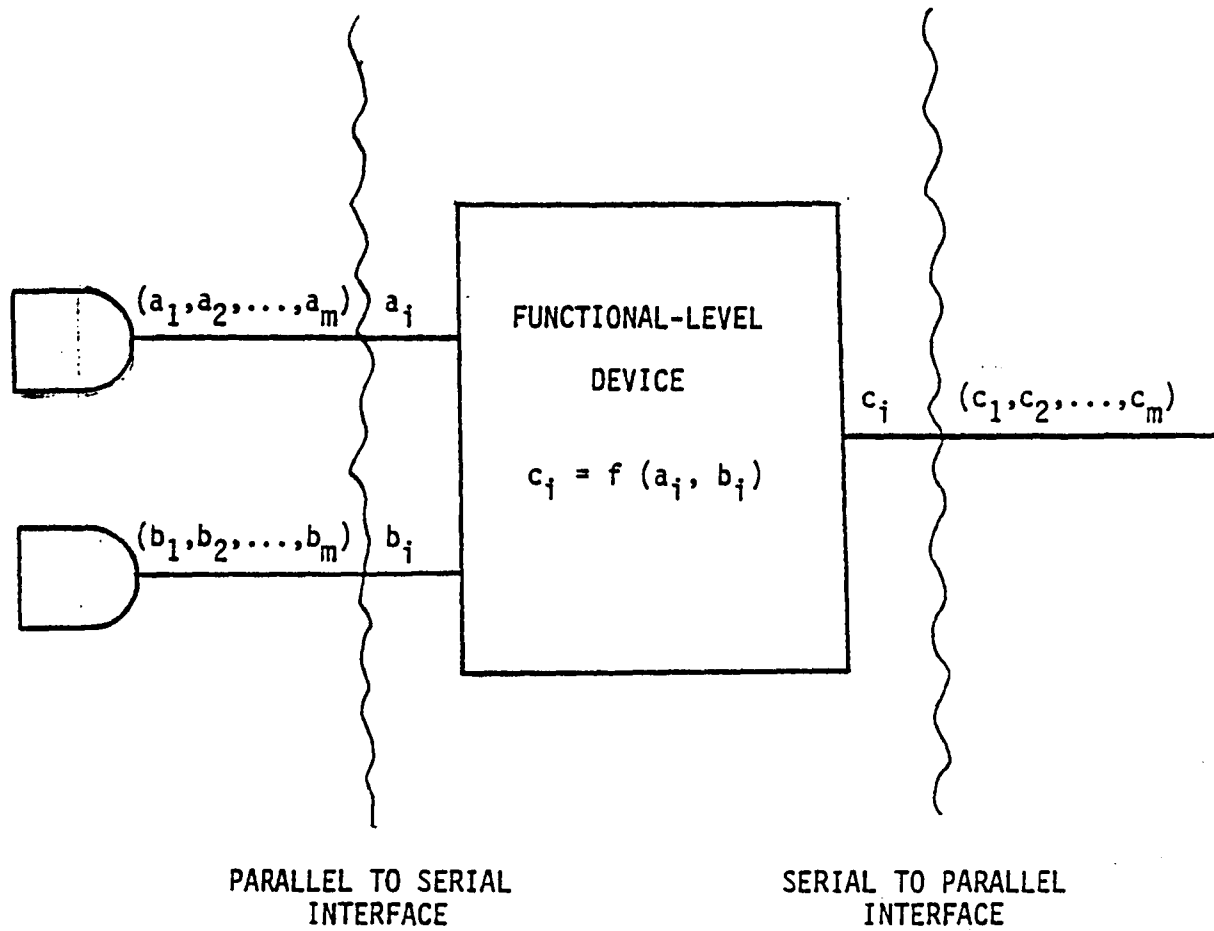 (a₁,a₂,...,aₘ) aᵢ
FUNCTIONAL-LEVEL
DEVICE
cᵢ (c₁,c₂,...,cₘ)
cᵢ = f (aᵢ, bᵢ)
(b₁,b₂,...,bₘ) bᵢ
PARALLEL TO SERIAL
INTERFACE
SERIAL TO PARALLEL
INTERFACE